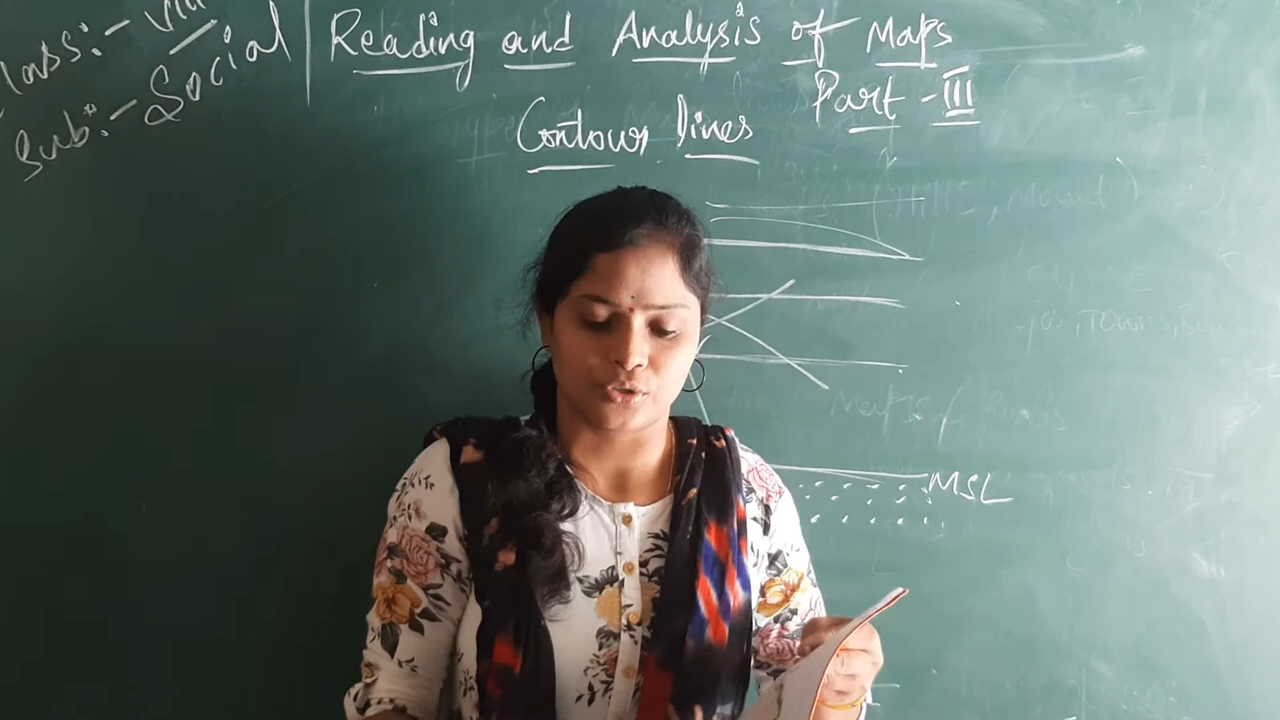 Class:- VIII
Sub:- Social
Reading and Analysis of Maps
Part - III
Contour lines
MSL